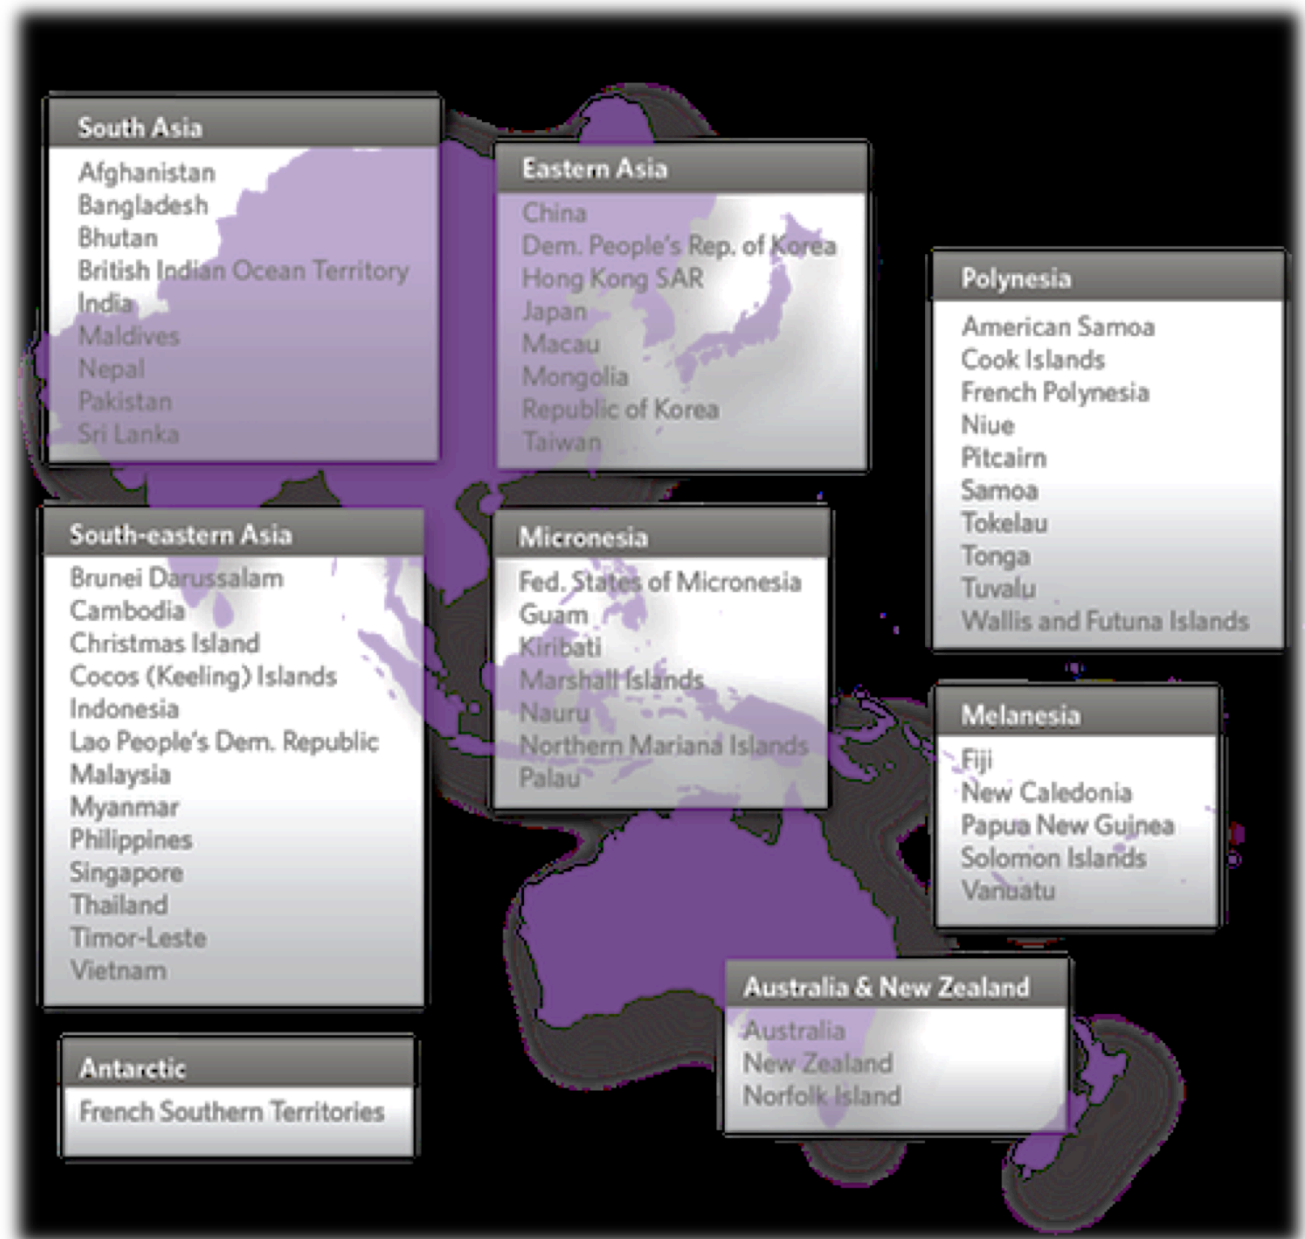 South Asia
Afghanistan
Bangladesh
Bhutan
British Indian Ocean Territory
India
Maldives
Nepal
Pakistan
Sri Lanka
Eastern Asia
China
Dem. People's Rep. of Korea
Hong Kong SAR
Japan
Macau
Mongolia
Republic of Korea
Taiwan
Polynesia
American Samoa
Cook Islands
French Polynesia
Niue
Pitcairn
Samoa
Tokelau
Tonga
Tuvalu
Wallis and Futuna Islands
South-eastern Asia
Brunei Darussalam
Cambodia
Christmas Island
Cocos (Keeling) Islands
Indonesia
Lao People's Dem. Republic
Malaysia
Myanmar
Philippines
Singapore
Thailand
Timor-Leste
Vietnam
Micronesia
Fed. States of Micronesia
Guam
Kiribati
Marshall Islands
Nauru
Northern Mariana Islands
Palau
Melanesia
Fiji
New Caledonia
Papua New Guinea
Solomon Islands
Vanuatu
Australia & New Zealand
Australia
New Zealand
Norfolk Island
Antarctic
French Southern Territories